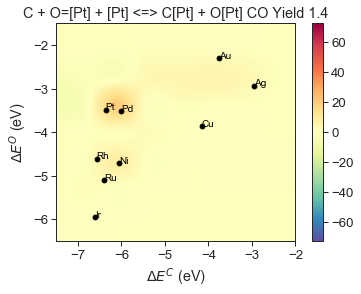 C + O=[Pt] + [Pt] <=> C[Pt] + O[Pt] CO Yield 1.4
−2
−3
−4
−5
−6
ΔE^O (eV)
−7
−6
−5
−4
−3
−2
ΔE^C (eV)
Au
Ag
Pt
Pd
Cu
Rh
Ni
Ru
Ir
60
40
20
0
−20
−40
−60